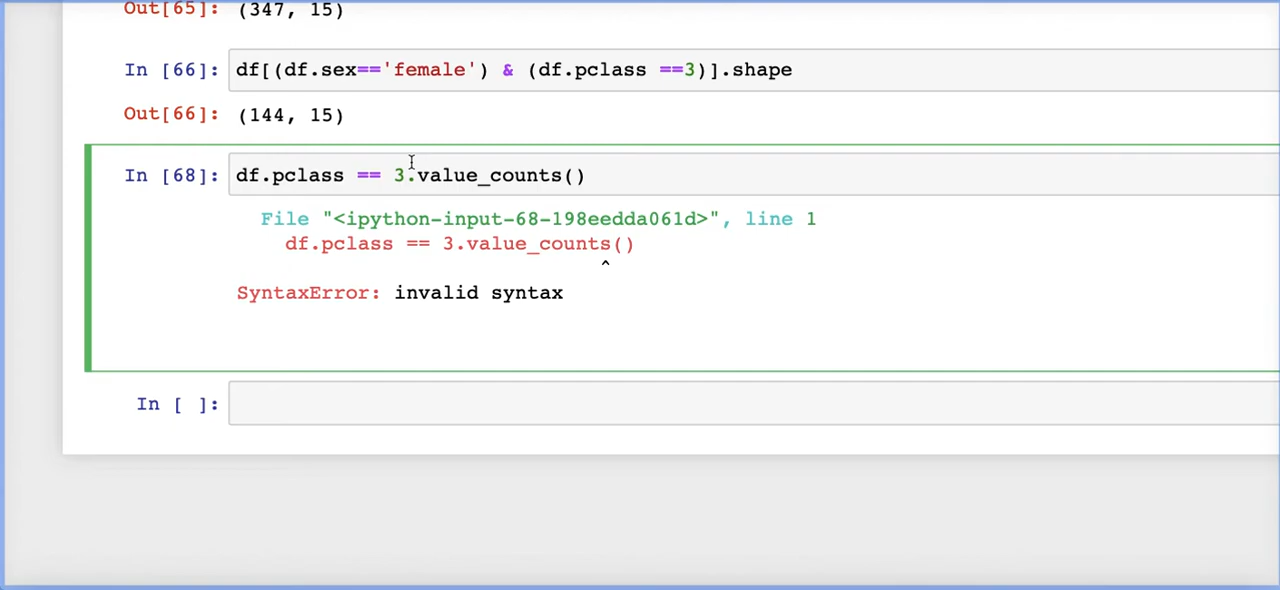 Out[65]: (347, 15)
In [66]: df[(df.sex=='female') & (df.pclass ==3)].shape
Out[66]: (144, 15)
In [68]: df.pclass == 3.value_counts()
File "<ipython-input-68-198eedda061d>", line 1
df.pclass == 3.value_counts()
^
SyntaxError: invalid syntax
In [ ]: